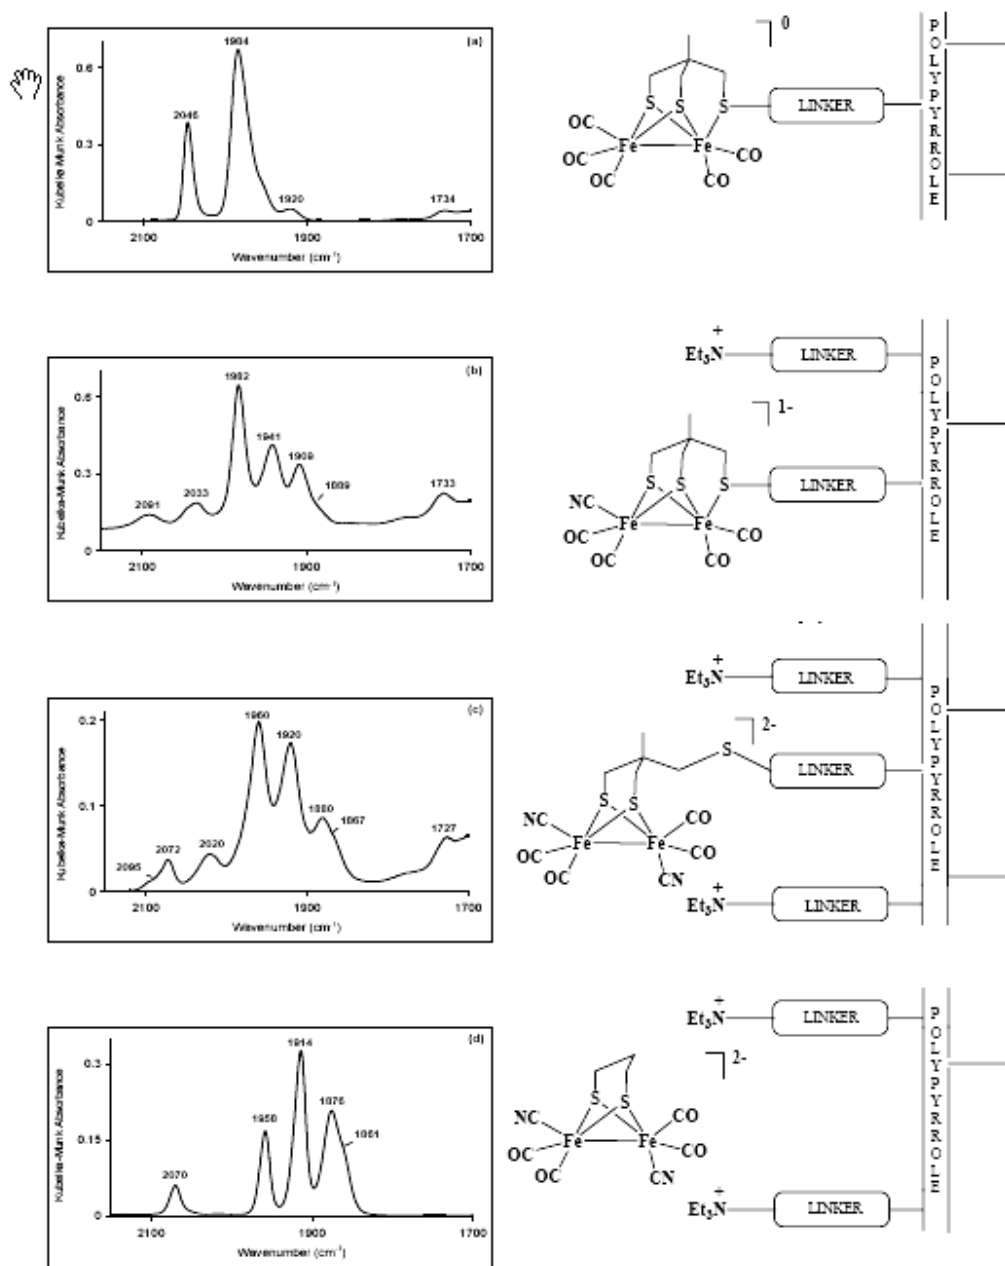 (a)
1984
2046
1920
1734
0.6
0.3
0
Kubelka-Munk Absorbance
2100
1900
1700
Wavenumber (cm-1)
0
S
S
S
LINKER
OC
OC
OC
Fe
Fe
CO
CO
POLYPYRROLE
(b)
1982
1941
1909
1889
2091
2033
1733
0.6
0.3
0
Kubelka-Munk Absorbance
2100
1900
1700
Wavenumber (cm-1)
+
Et3N
LINKER
1-
S
S
S
LINKER
NC
OC
OC
Fe
Fe
CO
CO
POLYPYRROLE
(c)
1960
1920
1880
1867
2095
2072
2020
1727
0.2
0.1
0
Kubelka-Munk Absorbance
2100
1900
1700
Wavenumber (cm-1)
+
Et3N
LINKER
2-
S
LINKER
S
S
NC
OC
OC
Fe
Fe
CO
CO
CN
+
Et3N
LINKER
POLYPYRROLE
(d)
1914
1958
1876
1861
2070
0.3
0.15
0
Kubelka-Munk Absorbance
2100
1900
1700
Wavenumber (cm-1)
+
Et3N
LINKER
2-
S
S
NC
OC
OC
Fe
Fe
CO
CO
CN
+
Et3N
LINKER
POLYPYRROLE